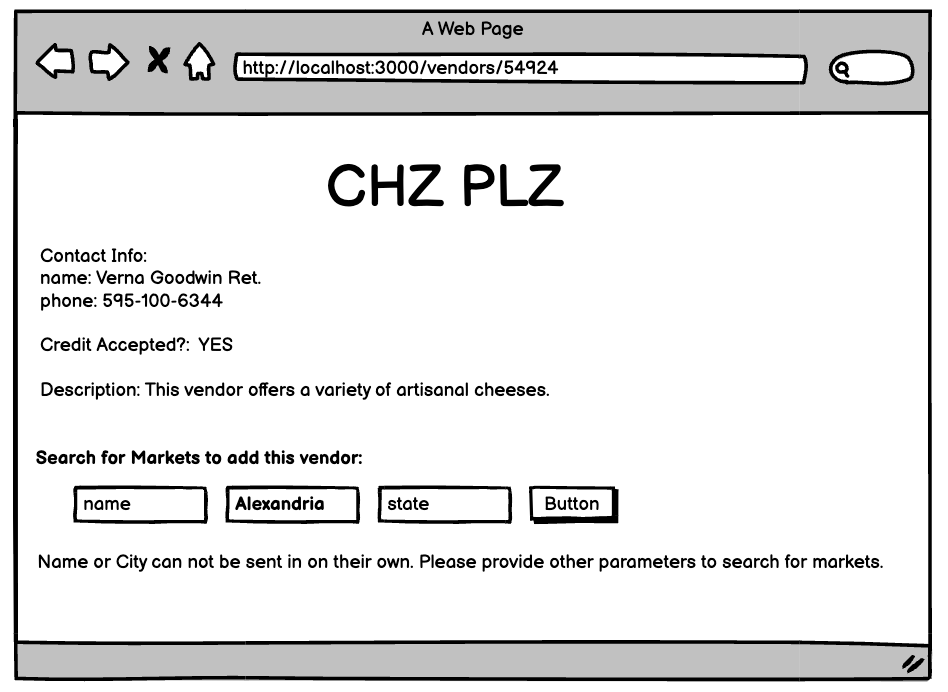 A Web Page
http://localhost:3000/vendors/54924
CHZ PLZ
Contact Info:
name: Verna Goodwin Ret.
phone: 595-100-6344
Credit Accepted?: YES
Description: This vendor offers a variety of artisanal cheeses.
Search for Markets to add this vendor:
name Alexandria state Button
Name or City can not be sent in on their own. Please provide other parameters to search for markets.